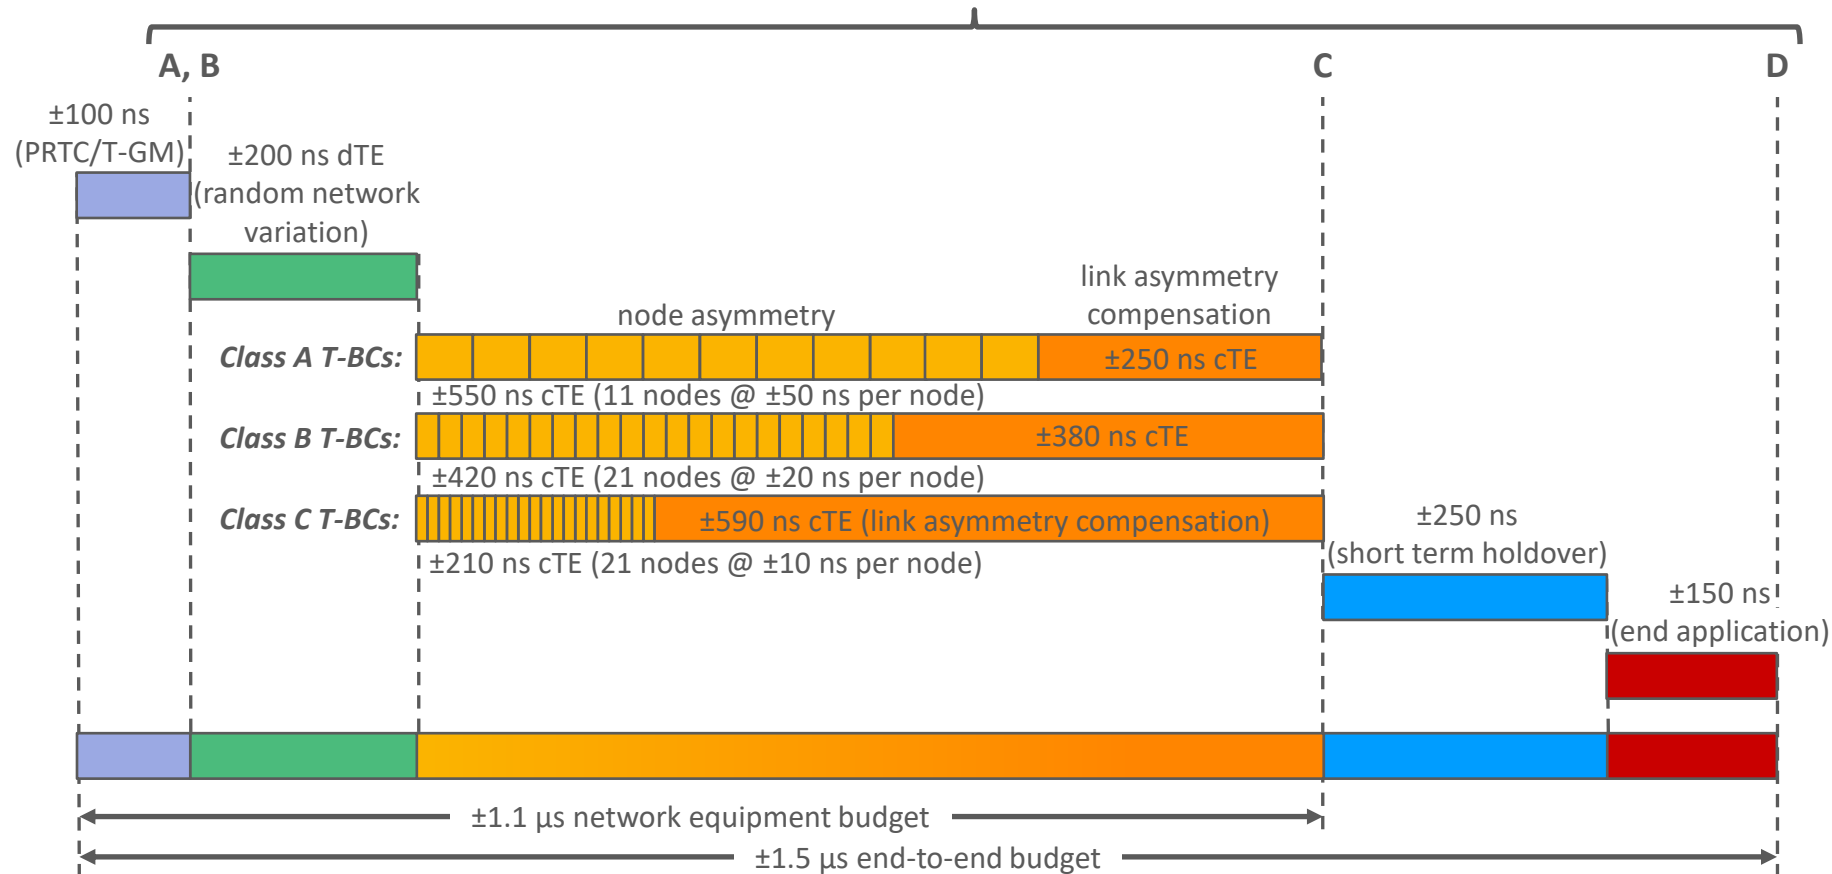 A, B
C
D
±100 ns
(PRTC/T-GM)
±200 ns dTE
(random network
variation)
node asymmetry
link asymmetry
compensation
Class A T-BCs:
±250 ns cTE
±550 ns cTE (11 nodes @ ±50 ns per node)
Class B T-BCs:
±380 ns cTE
±420 ns cTE (21 nodes @ ±20 ns per node)
Class C T-BCs:
±590 ns cTE (link asymmetry compensation)
±210 ns cTE (21 nodes @ ±10 ns per node)
±250 ns
(short term holdover)
±150 ns
(end application)
±1.1 µs network equipment budget
±1.5 µs end-to-end budget